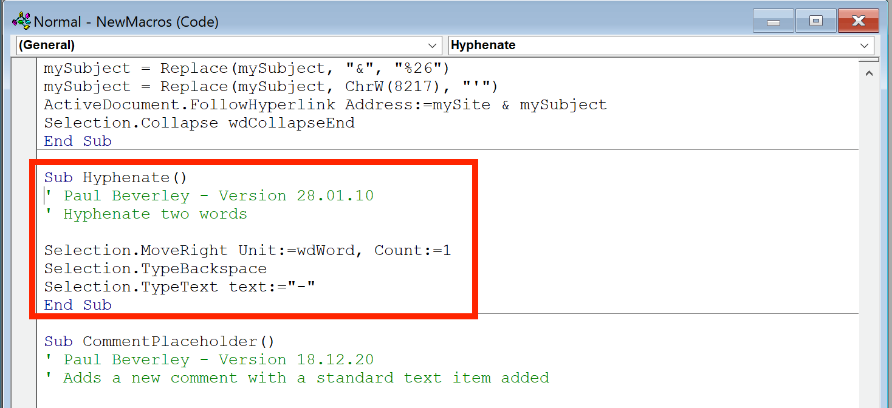 Normal - NewMacros (Code)
(General) Hyphenate
mySubject = Replace(mySubject, "&", "%26")
mySubject = Replace(mySubject, ChrW(8217), "'")
ActiveDocument.FollowHyperlink Address:=mySite & mySubject
Selection.Collapse wdCollapseEnd
End Sub
Sub Hyphenate()
' Paul Beverley - Version 28.01.10
' Hyphenate two words
Selection.MoveRight Unit:=wdWord, Count:=1
Selection.TypeBackspace
Selection.TypeText text:="-"
End Sub
Sub CommentPlaceholder()
' Paul Beverley - Version 18.12.20
' Adds a new comment with a standard text item added